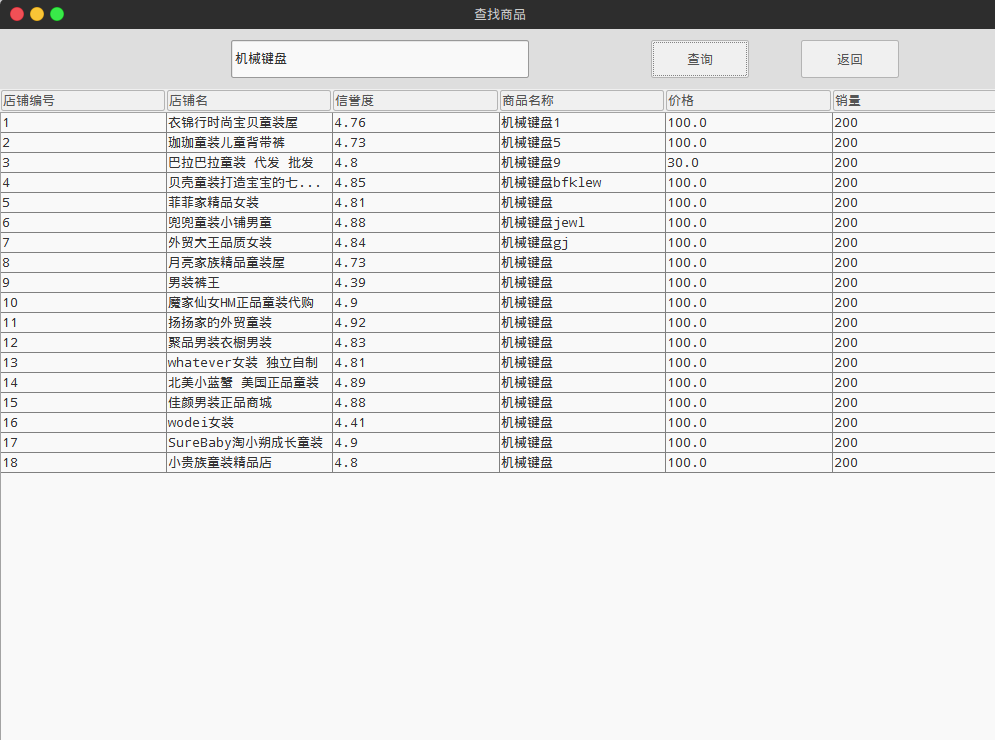 查找商品
机械键盘 查询 返回
店铺编号 店铺名 信誉度 商品名称 价格 销量
1 衣锦行时尚宝贝童装屋 4.76 机械键盘1 100.0 200
2 珈珈童装儿童背带裤 4.73 机械键盘5 100.0 200
3 巴拉巴拉童装 代发 批发 4.8 机械键盘9 30.0 200
4 贝壳童装打造宝宝的七... 4.85 机械键盘bfklew 100.0 200
5 菲菲家精品女装 4.81 机械键盘 100.0 200
6 兜兜童装小铺男童 4.88 机械键盘jewl 100.0 200
7 外贸大王品质女装 4.84 机械键盘gj 100.0 200
8 月亮家族精品童装屋 4.73 机械键盘 100.0 200
9 男装裤王 4.39 机械键盘 100.0 200
10 魔家仙女HM正品童装代购 4.9 机械键盘 100.0 200
11 扬扬家的外贸童装 4.92 机械键盘 100.0 200
12 聚品男装衣橱男装 4.83 机械键盘 100.0 200
13 whatever女装 独立自制 4.81 机械键盘 100.0 200
14 北美小蓝蟹 美国正品童装 4.89 机械键盘 100.0 200
15 佳颜男装正品商城 4.88 机械键盘 100.0 200
16 wodei女装 4.41 机械键盘 100.0 200
17 SureBaby淘小朔成长童装 4.9 机械键盘 100.0 200
18 小贵族童装精品店 4.8 机械键盘 100.0 200